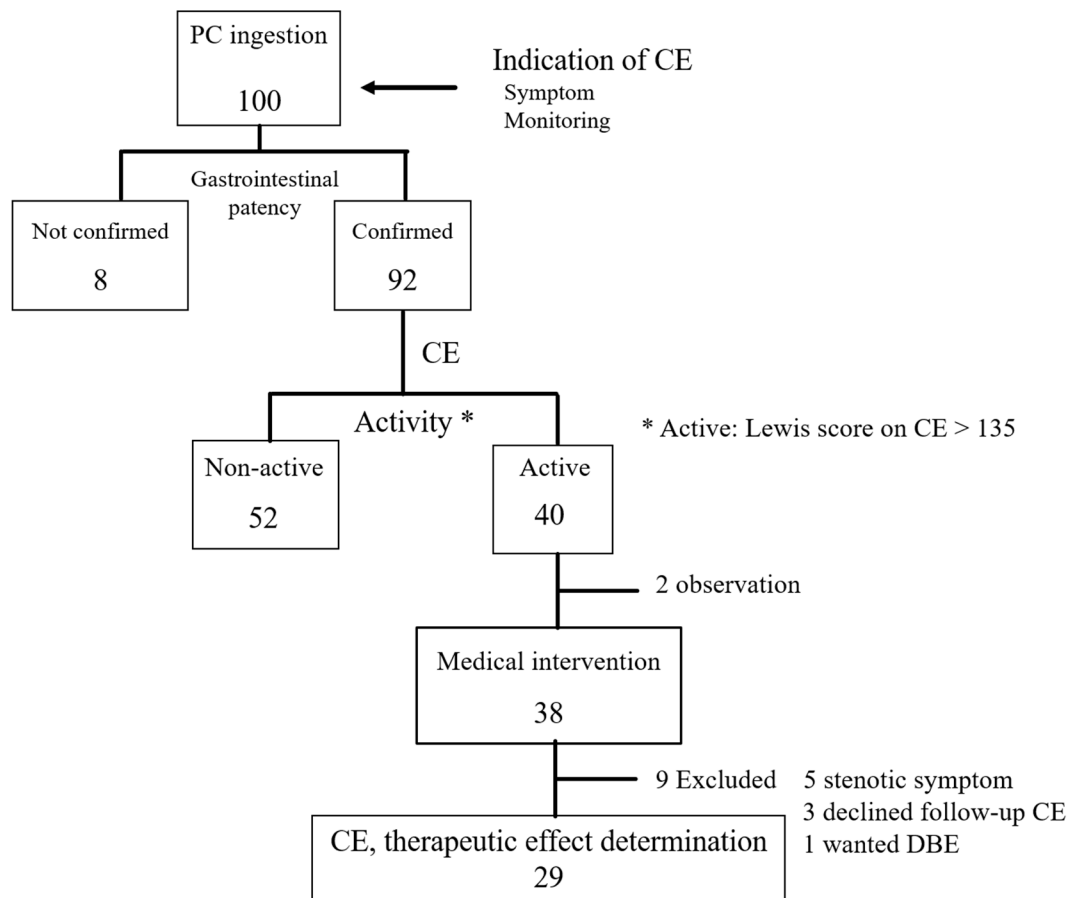 PC ingestion
100
Indication of CE
Symptom
Monitoring
Gastrointestinal
patency
Not confirmed
8
Confirmed
92
CE
Activity *
* Active: Lewis score on CE > 135
Non-active
52
Active
40
2 observation
Medical intervention
38
9 Excluded
5 stenotic symptom
3 declined follow-up CE
1 wanted DBE
CE, therapeutic effect determination
29